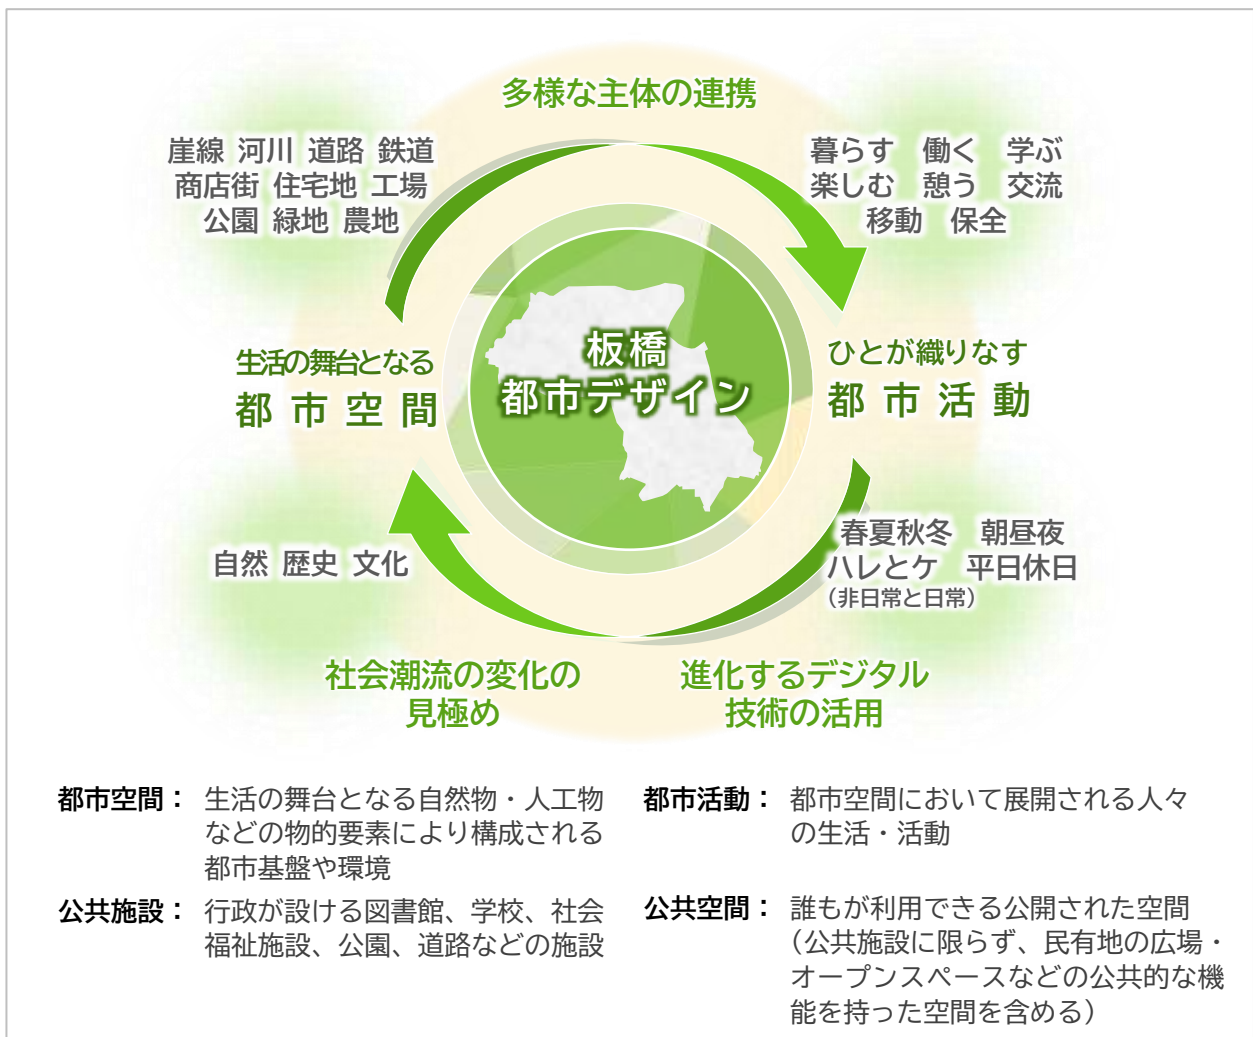 多様な主体の連携
崖線 河川 道路 鉄道
商店街 住宅地 工場
公園 緑地 農地
暮らす 働く 学ぶ
楽しむ 憩う 交流
移動 保全
生活の舞台となる
都市空間
板橋
都市デザイン
ひとが織りなす
都市活動
自然 歴史 文化
春夏秋冬 朝昼夜
ハレとケ 平日休日
（非日常と日常）
社会潮流の変化の
見極め
進化するデジタル
技術の活用
都市空間： 生活の舞台となる自然物・人工物
などの物的要素により構成される
都市基盤や環境
都市活動： 都市空間において展開される人々
の生活・活動
公共施設： 行政が設ける図書館、学校、社会
福祉施設、公園、道路などの施設
公共空間： 誰もが利用できる公開された空間
（公共施設に限らず、民有地の広場・
オープンスペースなどの公共的な機
能を持った空間を含める）